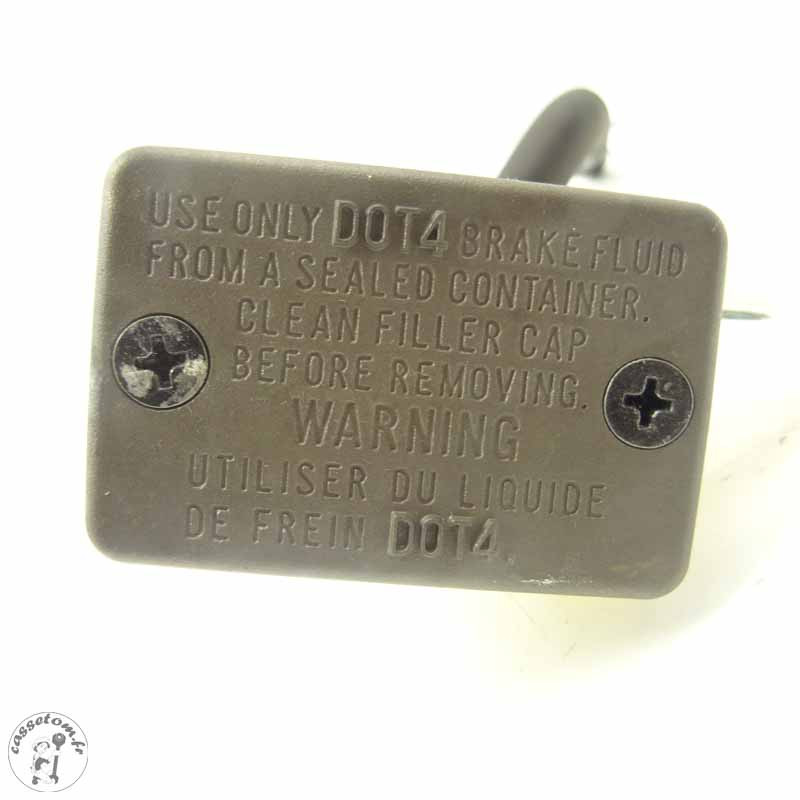 USE ONLY DOT4 BRAKE FLUID
FROM A SEALED CONTAINER.
CLEAN FILLER CAP
BEFORE REMOVING.
WARNING
UTILISER DU LIQUIDE
DE FREIN DOT4
cassetom.fr